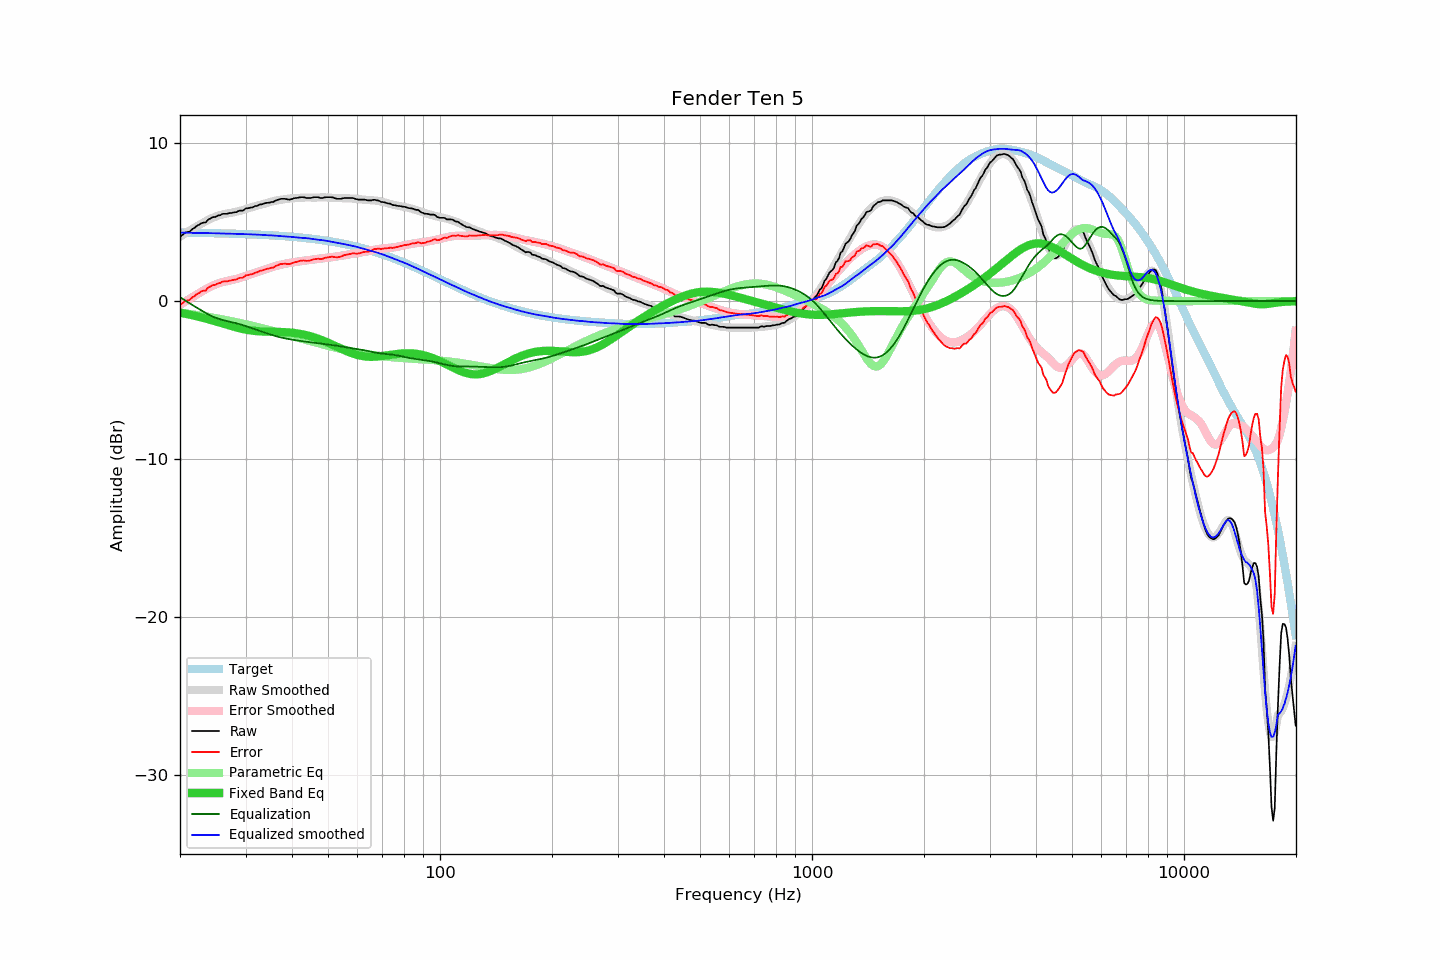 Fender Ten 5
10
0
−10
−20
−30
Amplitude (dBr)
Target
Raw Smoothed
Error Smoothed
Raw
Error
Parametric Eq
Fixed Band Eq
Equalization
Equalized smoothed
100
1000
10000
Frequency (Hz)